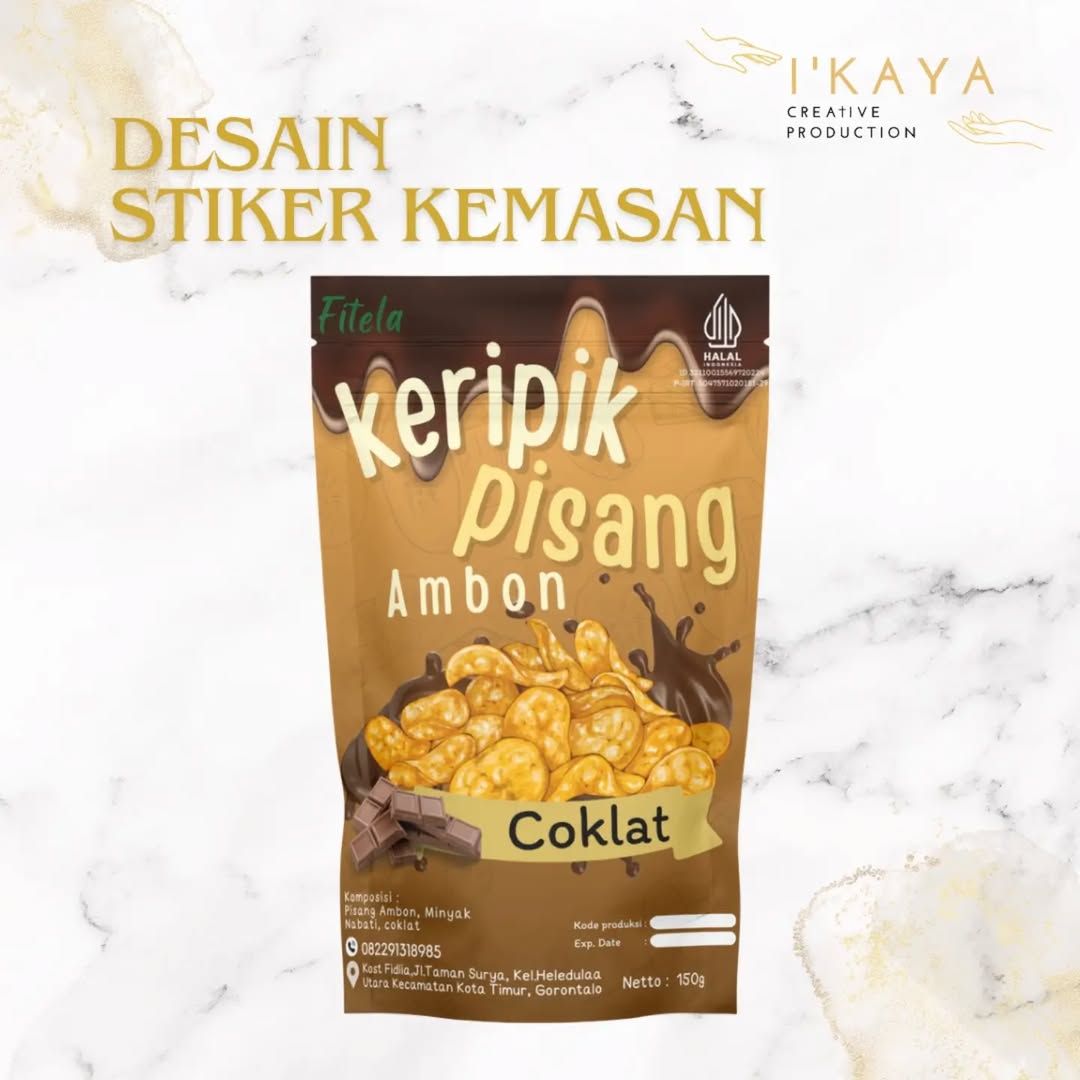 I'KAYA
CREATIVE
PRODUCTION
DESAIN
STIKER KEMASAN
Fitela
HALAL
INDONESIA
keripik
pisang
Ambon
Coklat
Komposisi :
Pisang Ambon, Minyak
Nabati, coklat
082291318985
Kost Fidlia,Jl.Taman Surya, Kel.Heledulaa
Utara Kecamatan Kota Timur, Gorontalo
Kode produksi :
Exp. Date :
Netto : 150g